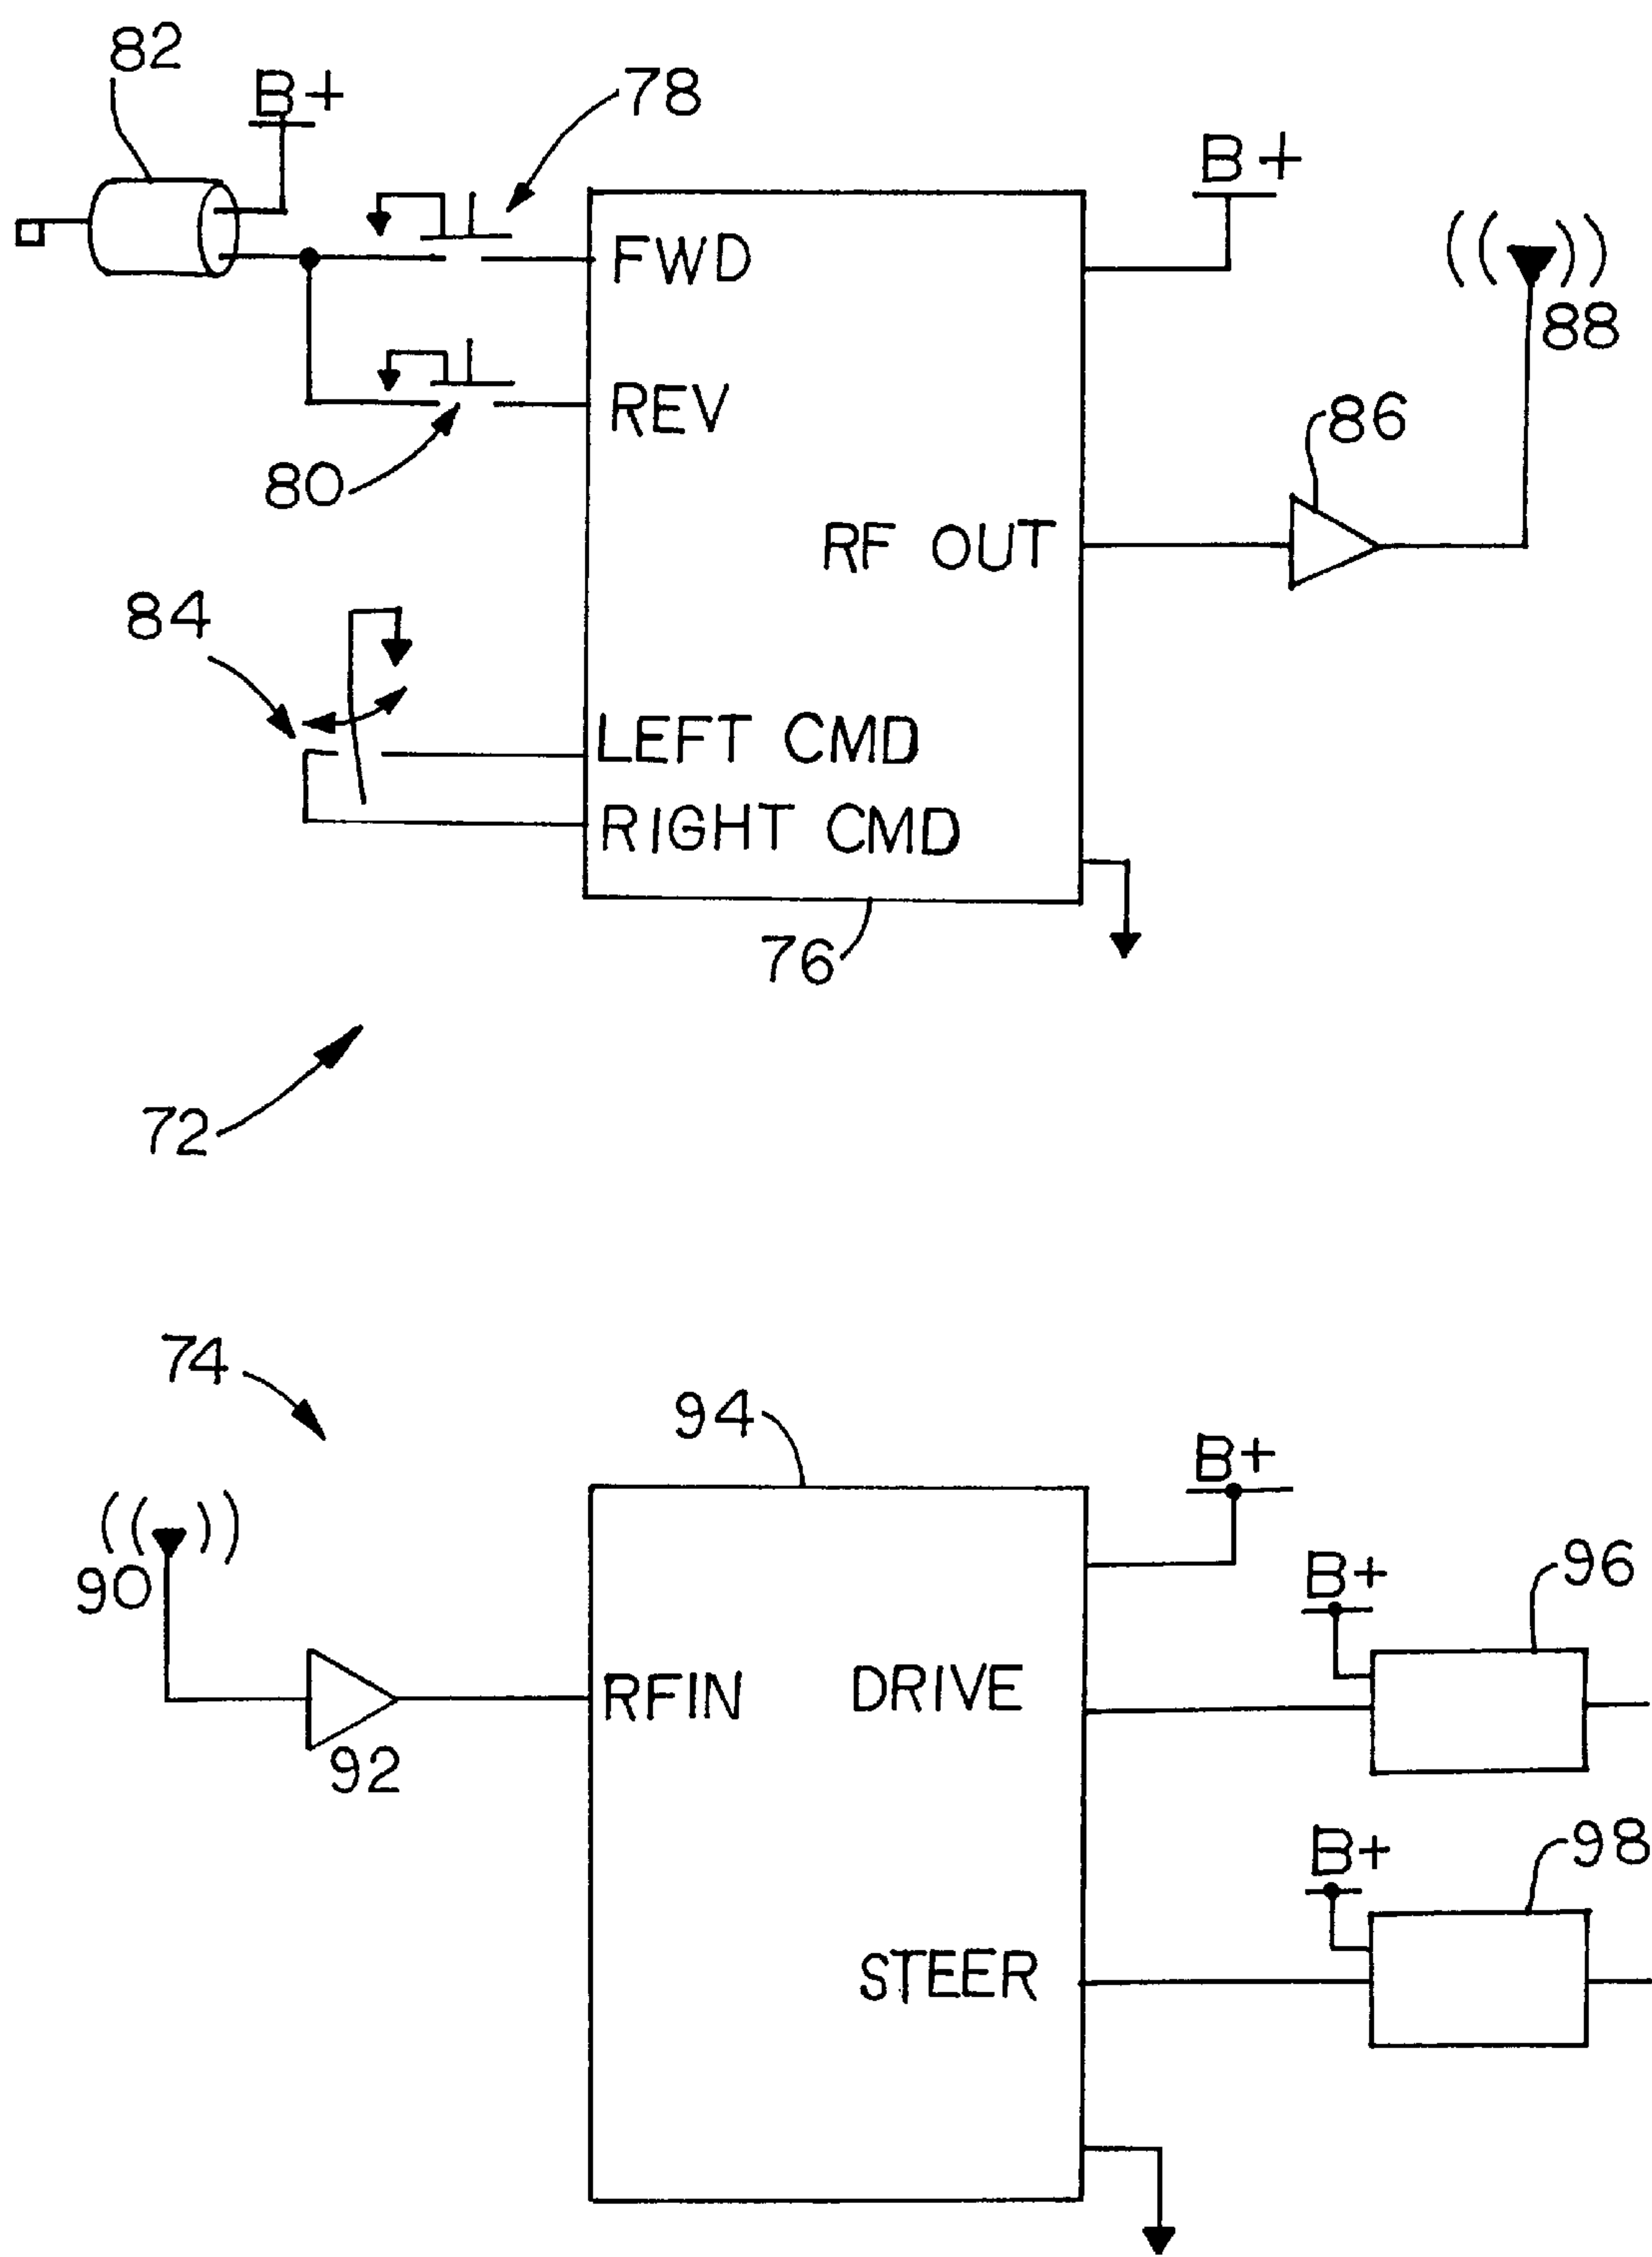 82
B+
78
B+
FWD
88
REV
86
80
RF OUT
84
LEFT CMD
RIGHT CMD
76
72
74
94
B+
96
B+
90
RFIN
DRIVE
92
98
B+
STEER